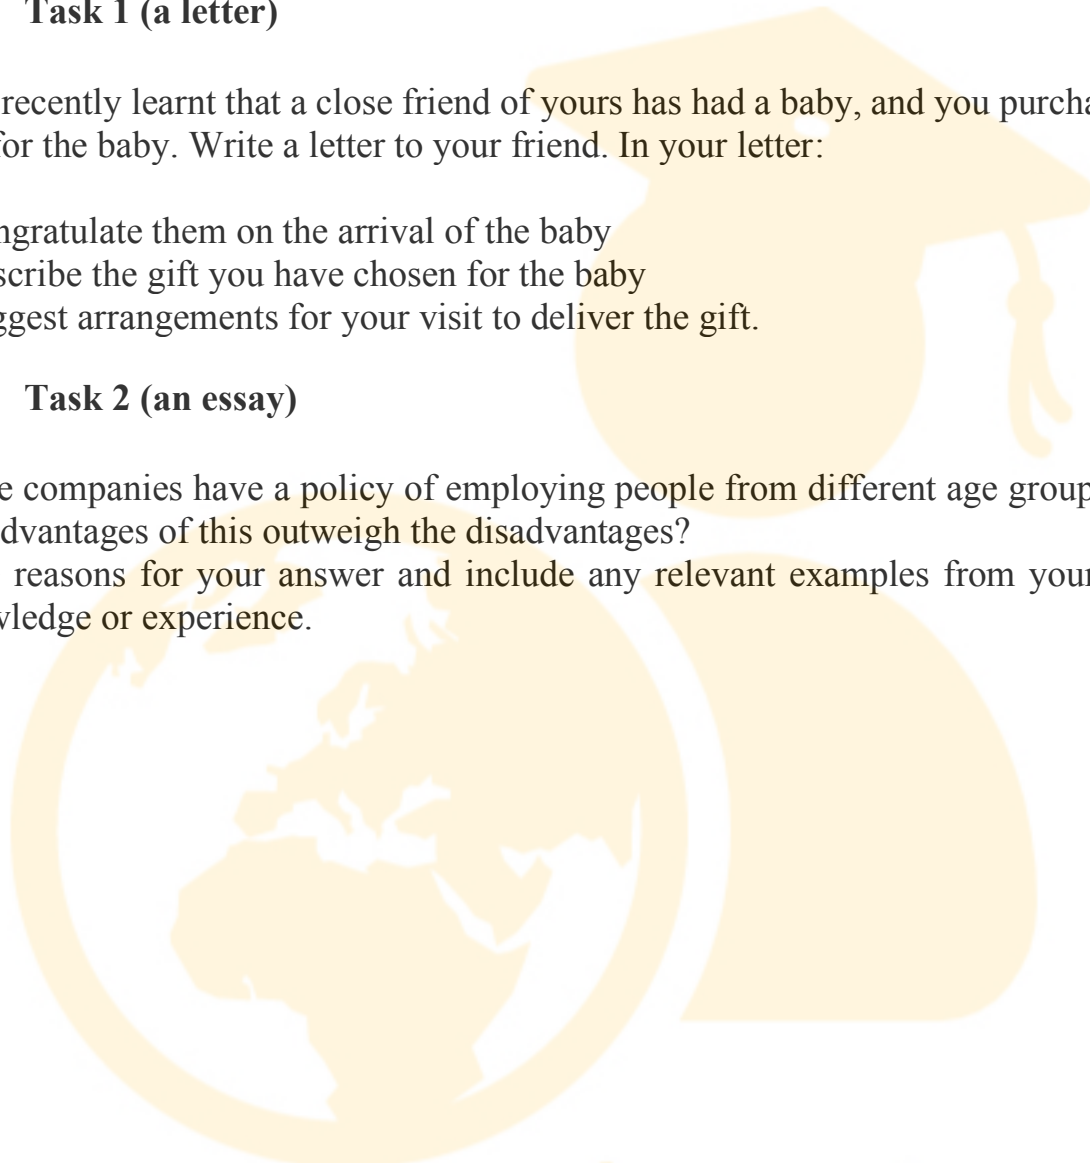 Task 1 (a letter)
recently learnt that a close friend of yours has had a baby, and you purcha
for the baby. Write a letter to your friend. In your letter:
ngratulate them on the arrival of the baby
scribe the gift you have chosen for the baby
ggest arrangements for your visit to deliver the gift.
Task 2 (an essay)
e companies have a policy of employing people from different age group
dvantages of this outweigh the disadvantages?
reasons for your answer and include any relevant examples from your
wledge or experience.